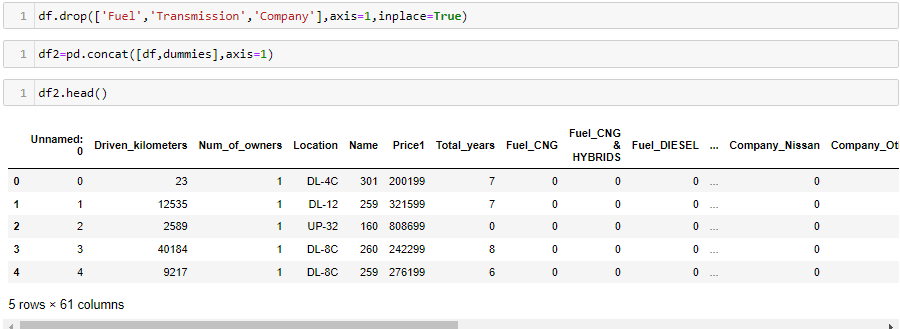 1 df.drop(['Fuel','Transmission','Company'],axis=1,inplace=True)
1 df2=pd.concat([df,dummies],axis=1)
1 df2.head()
Unnamed: 0 Driven_kilometers Num_of_owners Location Name Price1 Total_years Fuel_CNG Fuel_CNG & HYBRIDS Fuel_DIESEL ... Company_Nissan Company_Oth
0 0 23 1 DL-4C 301 200199 7 0 0 0 ... 0
1 1 12535 1 DL-12 259 321599 7 0 0 0 ... 0
2 2 2589 1 UP-32 160 808699 0 0 0 0 ... 0
3 3 40184 1 DL-8C 260 242299 8 0 0 0 ... 0
4 4 9217 1 DL-8C 259 276199 6 0 0 0 ... 0
5 rows × 61 columns